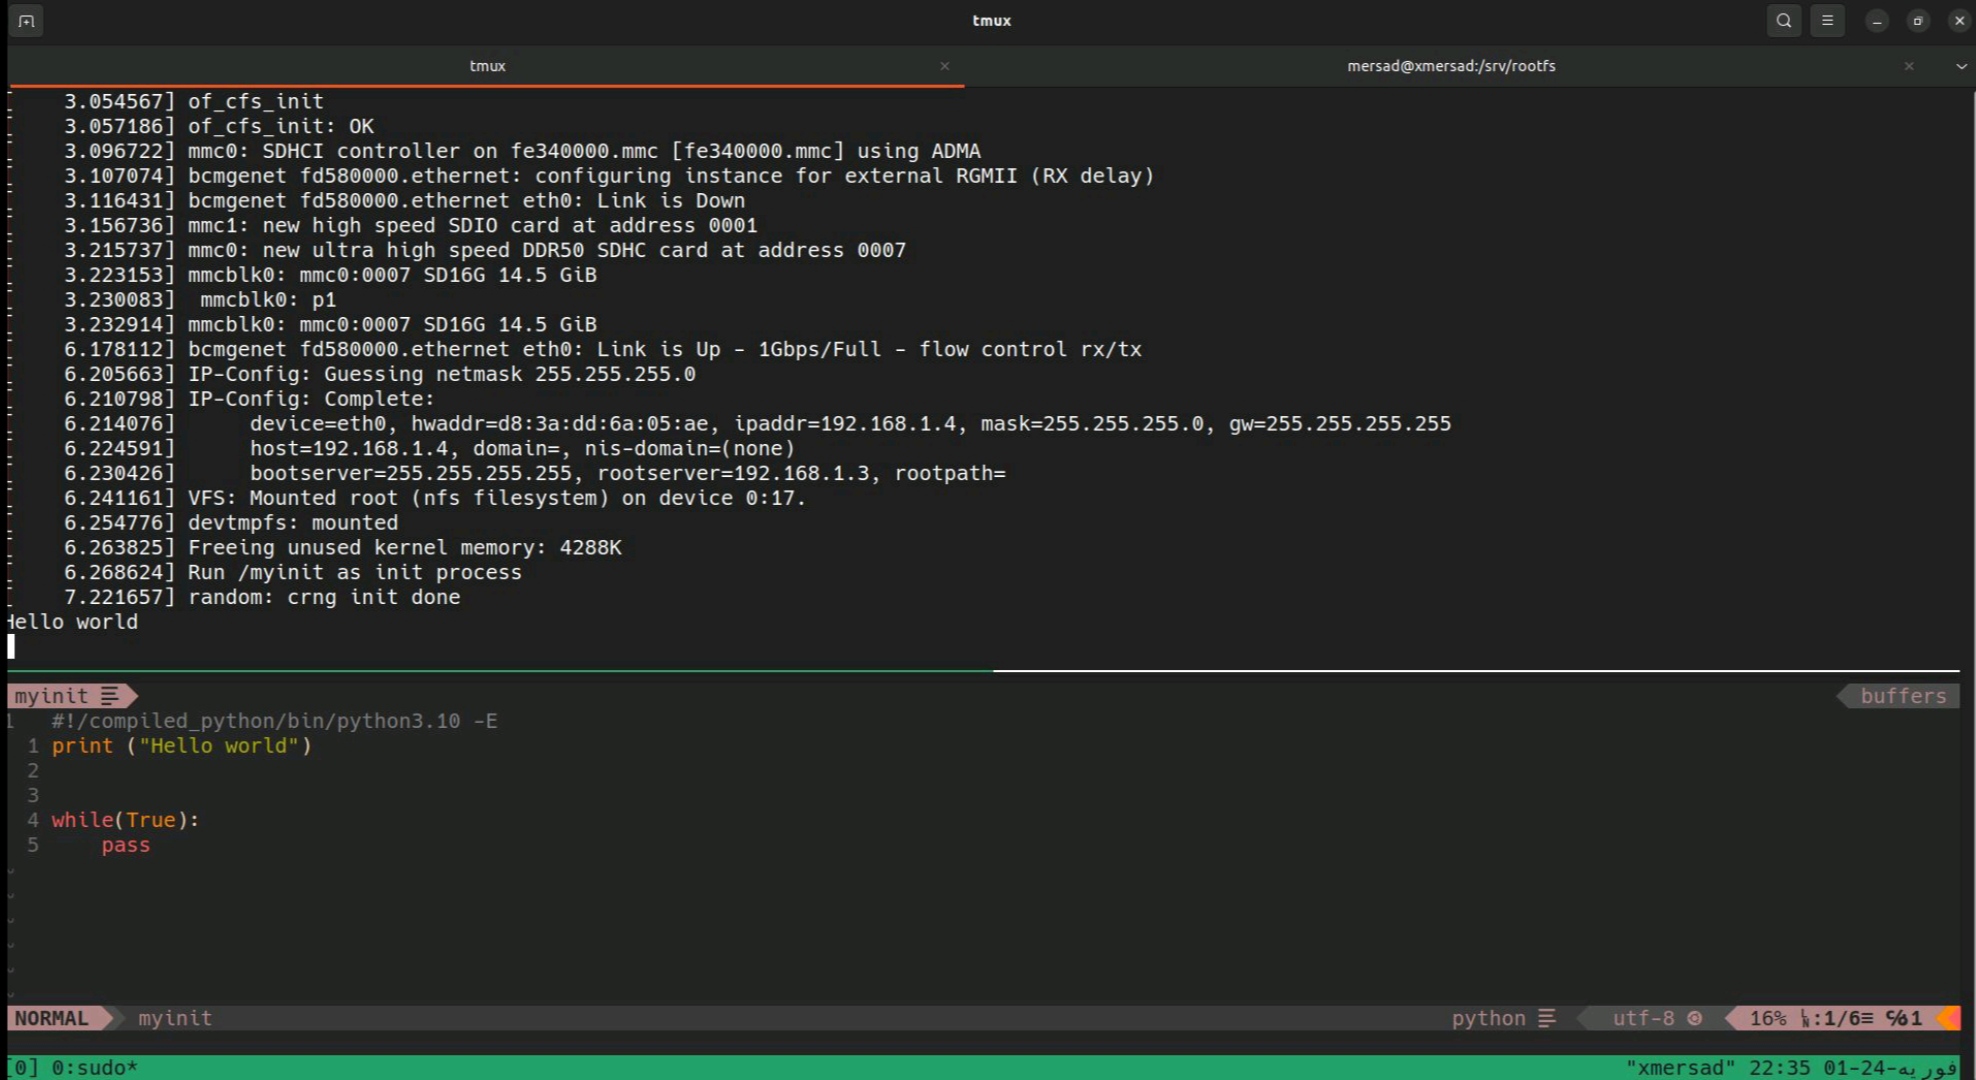 tmux
tmux
mersad@xmersad:/srv/rootfs
[ 3.054567] of_cfs_init
[ 3.057186] of_cfs_init: OK
[ 3.096722] mmc0: SDHCI controller on fe340000.mmc [fe340000.mmc] using ADMA
[ 3.107074] bcmgenet fd580000.ethernet: configuring instance for external RGMII (RX delay)
[ 3.116431] bcmgenet fd580000.ethernet eth0: Link is Down
[ 3.156736] mmc1: new high speed SDIO card at address 0001
[ 3.215737] mmc0: new ultra high speed DDR50 SDHC card at address 0007
[ 3.223153] mmcblk0: mmc0:0007 SD16G 14.5 GiB
[ 3.230083]  mmcblk0: p1
[ 3.232914] mmcblk0: mmc0:0007 SD16G 14.5 GiB
[ 6.178112] bcmgenet fd580000.ethernet eth0: Link is Up - 1Gbps/Full - flow control rx/tx
[ 6.205663] IP-Config: Guessing netmask 255.255.255.0
[ 6.210798] IP-Config: Complete:
[ 6.214076]      device=eth0, hwaddr=d8:3a:dd:6a:05:ae, ipaddr=192.168.1.4, mask=255.255.255.0, gw=255.255.255.255
[ 6.224591]      host=192.168.1.4, domain=, nis-domain=(none)
[ 6.230426]      bootserver=255.255.255.255, rootserver=192.168.1.3, rootpath=
[ 6.241161] VFS: Mounted root (nfs filesystem) on device 0:17.
[ 6.254776] devtmpfs: mounted
[ 6.263825] Freeing unused kernel memory: 4288K
[ 6.268624] Run /myinit as init process
[ 7.221657] random: crng init done
Hello world
myinit buffers
1 #!/compiled_python/bin/python3.10 -E
1 print ("Hello world")
2
3
4 while(True):
5     pass
NORMAL myinit python utf-8 16% :1/6≡ ℅1
[0] 0:sudo* "xmersad" 22:35 01-24-فوریه